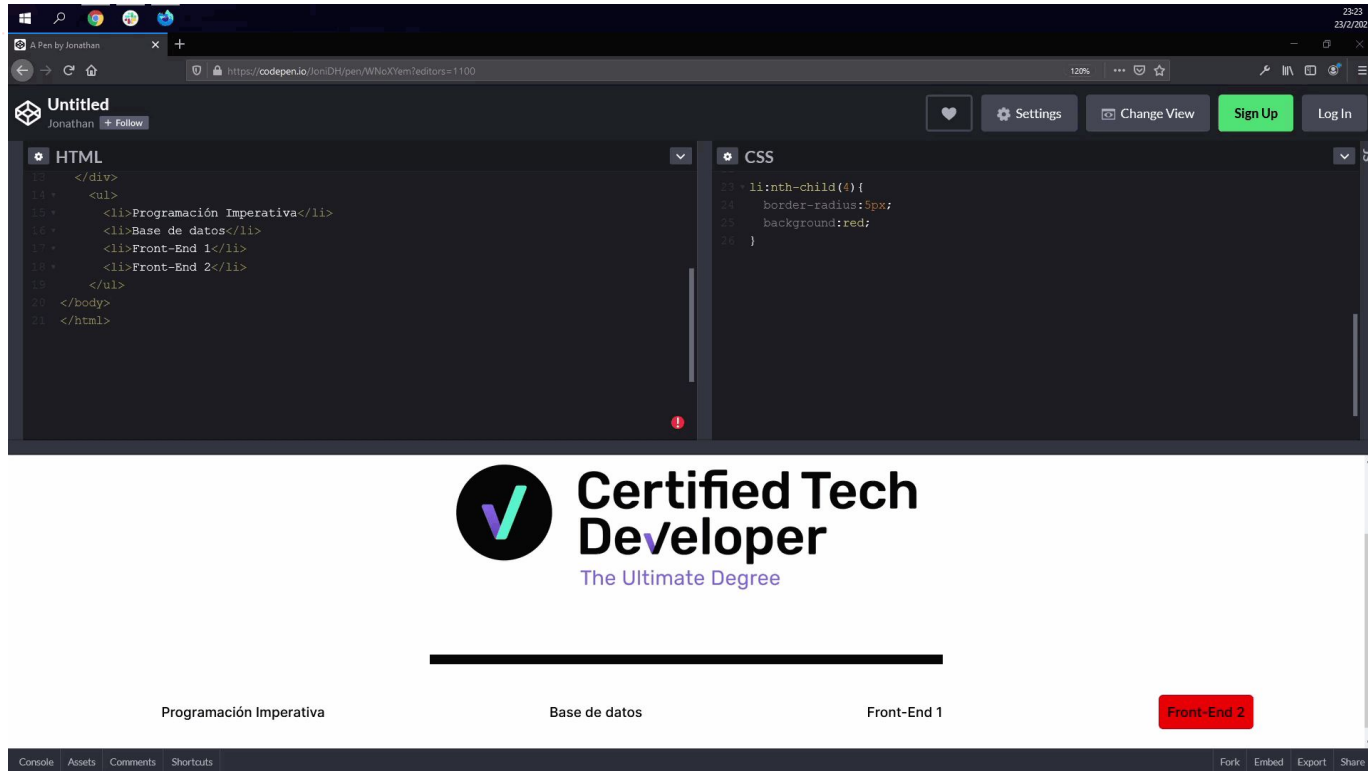 23:23
23/2/202
A Pen by Jonathan
https://codepen.io/JoniDH/pen/WNoXYem?editors=1100
120%
Untitled
Jonathan + Follow
Settings
Change View
Sign Up
Log In
HTML
13 </div>
14 <ul>
15 <li>Programación Imperativa</li>
16 <li>Base de datos</li>
17 <li>Front-End 1</li>
18 <li>Front-End 2</li>
19 </ul>
20 </body>
21 </html>
CSS
23 li:nth-child(4){
24 border-radius:5px;
25 background:red;
26 }
Certified Tech
Developer
The Ultimate Degree
Programación Imperativa
Base de datos
Front-End 1
Front-End 2
Console Assets Comments Shortcuts
Fork Embed Export Share